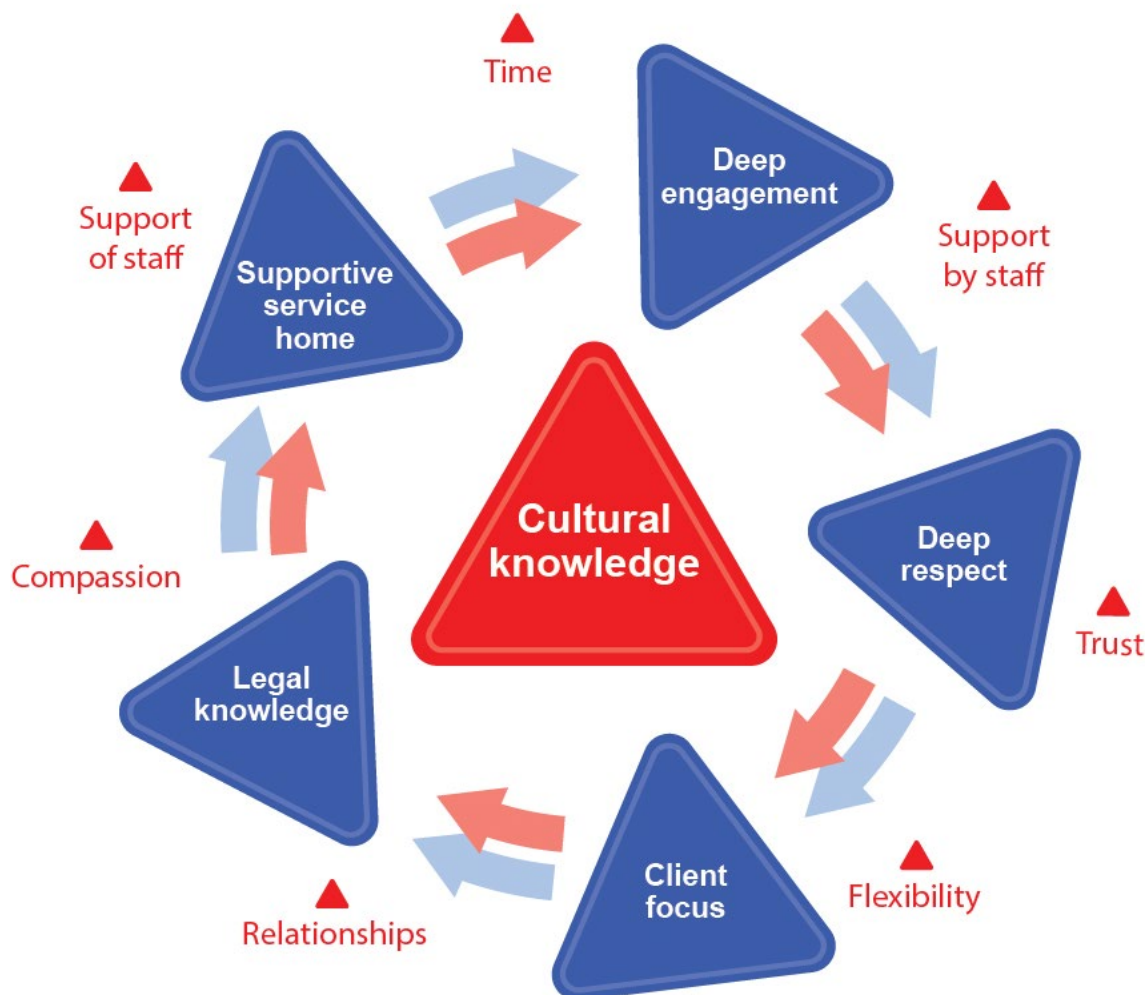 Time
Deep
engagement
Support
of staff
Support
by staff
Supportive
service
home
Cultural
knowledge
Deep
respect
Compassion
Trust
Legal
knowledge
Client
focus
Flexibility
Relationships